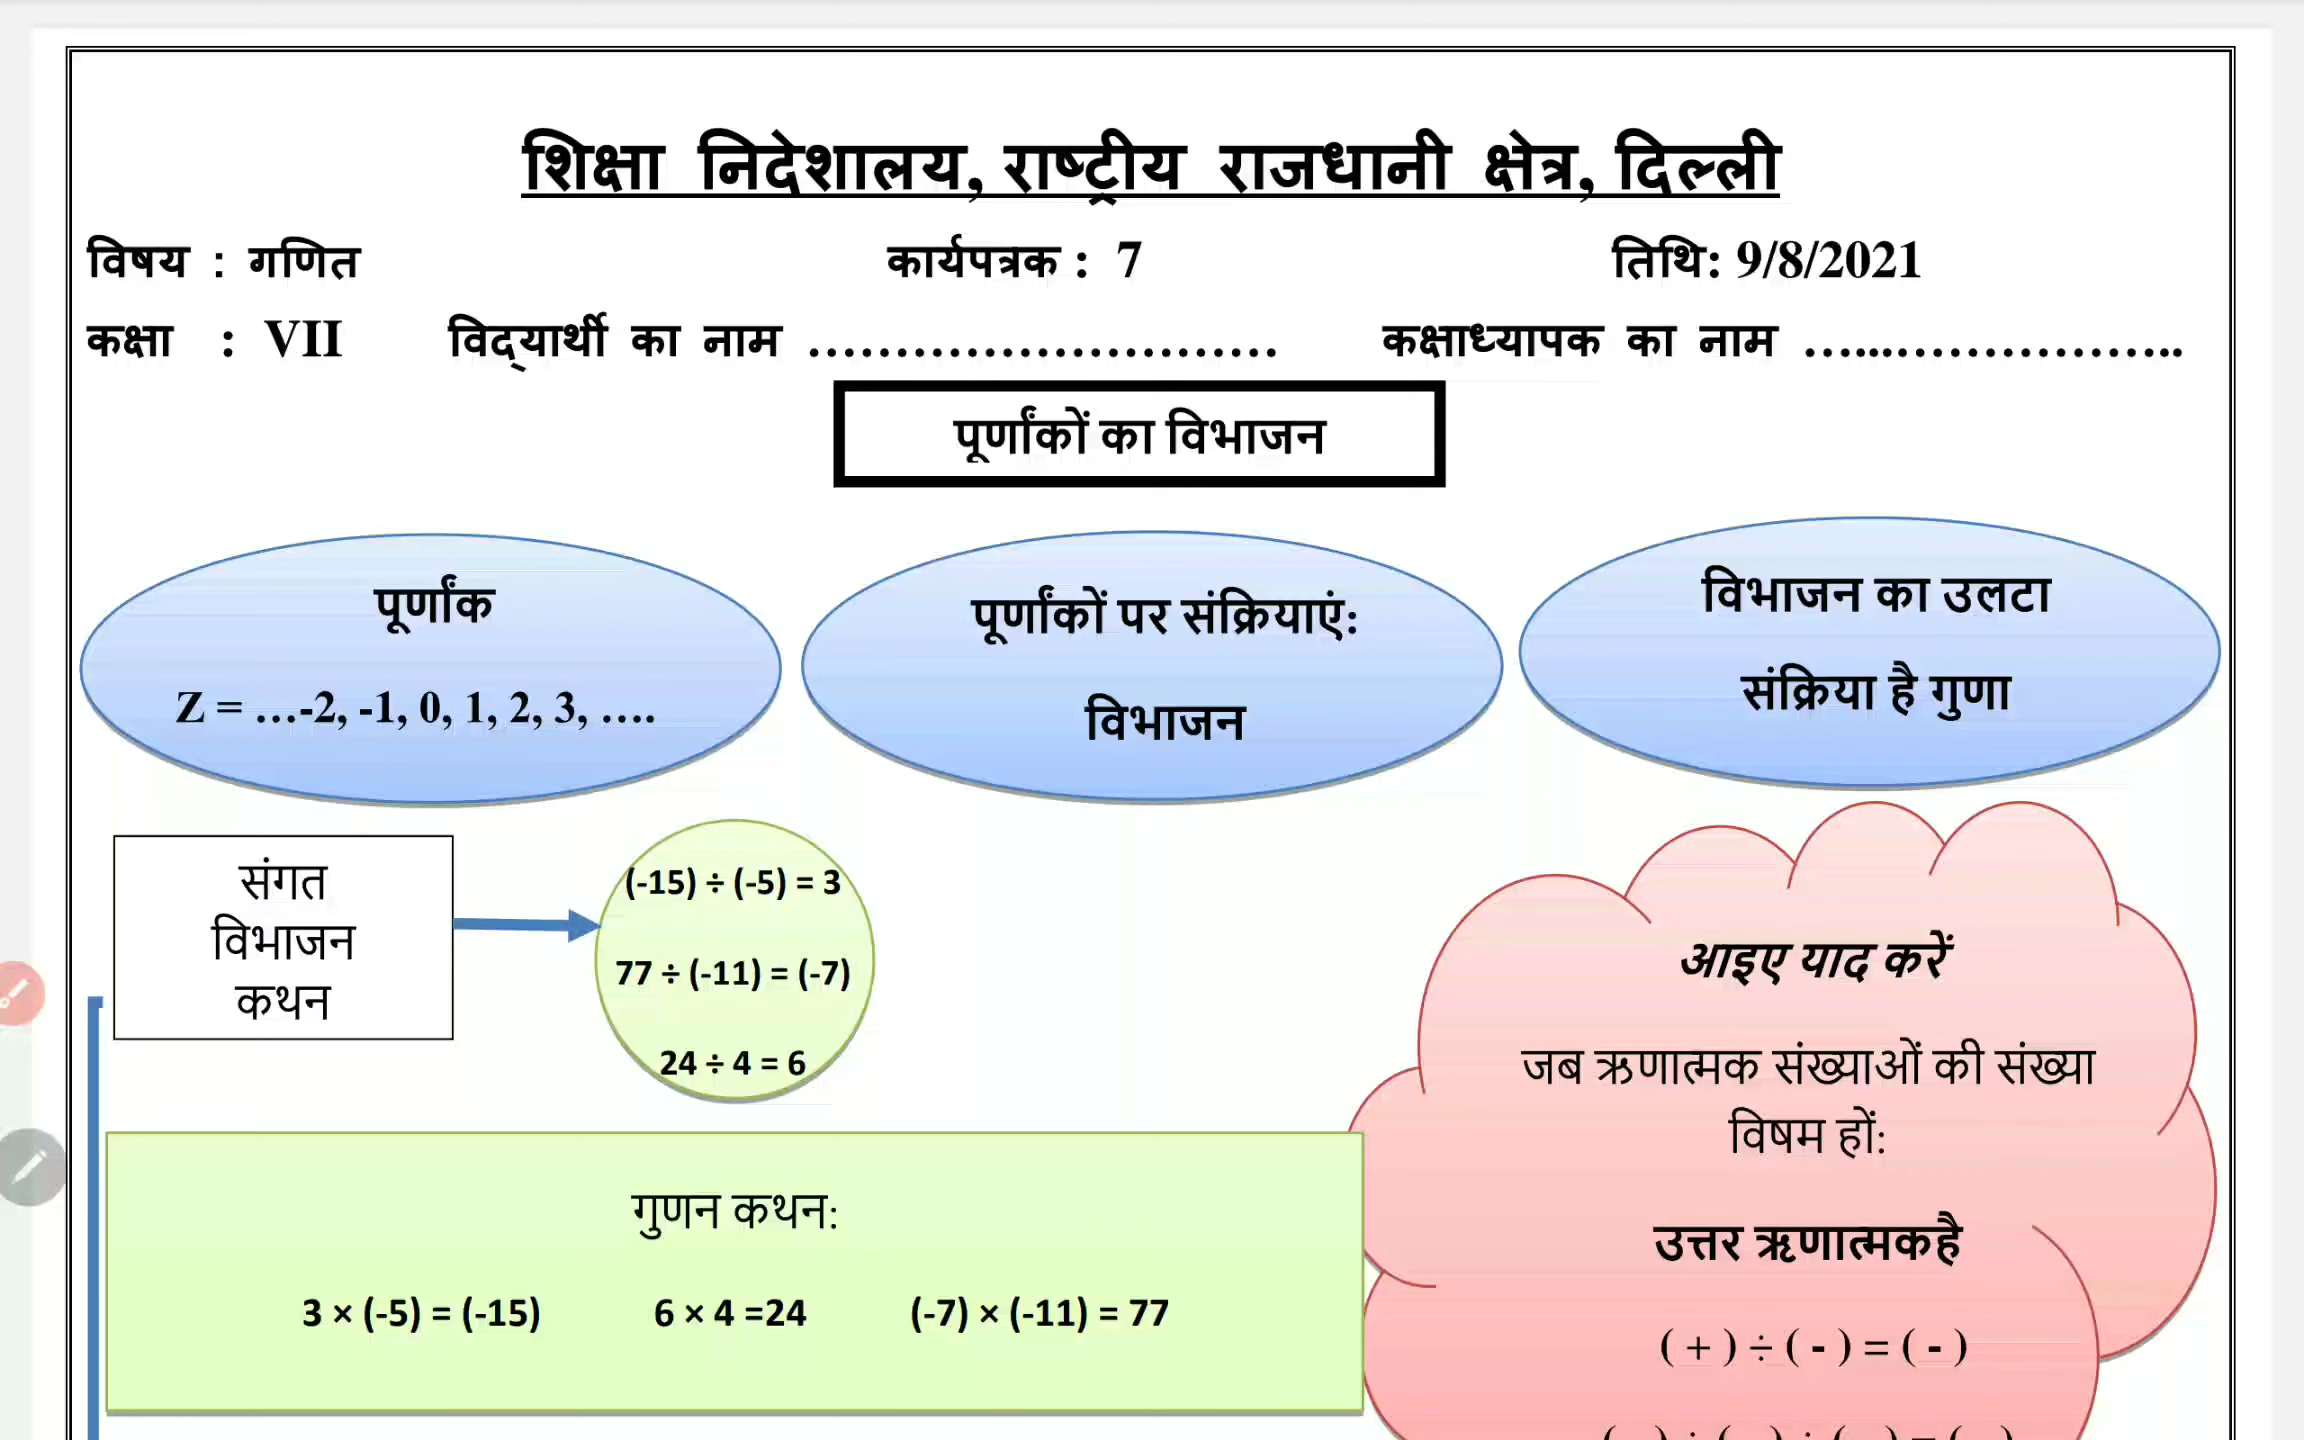 शिक्षा निदेशालय, राष्ट्रीय राजधानी क्षेत्र, दिल्ली
विषय : गणित कार्यपत्रक : 7 तिथि: 9/8/2021
कक्षा : VII विद्यार्थी का नाम ........................... कक्षाध्यापक का नाम ........................
पूर्णांकों का विभाजन
पूर्णांक
Z = …-2, -1, 0, 1, 2, 3, ….
पूर्णांकों पर संक्रियाएं:
विभाजन
विभाजन का उलटा
संक्रिया है गुणा
संगत
विभाजन
कथन
(-15) ÷ (-5) = 3
77 ÷ (-11) = (-7)
24 ÷ 4 = 6
गुणन कथन:
3 × (-5) = (-15) 6 × 4 =24 (-7) × (-11) = 77
आइए याद करें
जब ऋणात्मक संख्याओं की संख्या
विषम हों:
उत्तर ऋणात्मकहै
( + ) ÷ ( - ) = ( - )